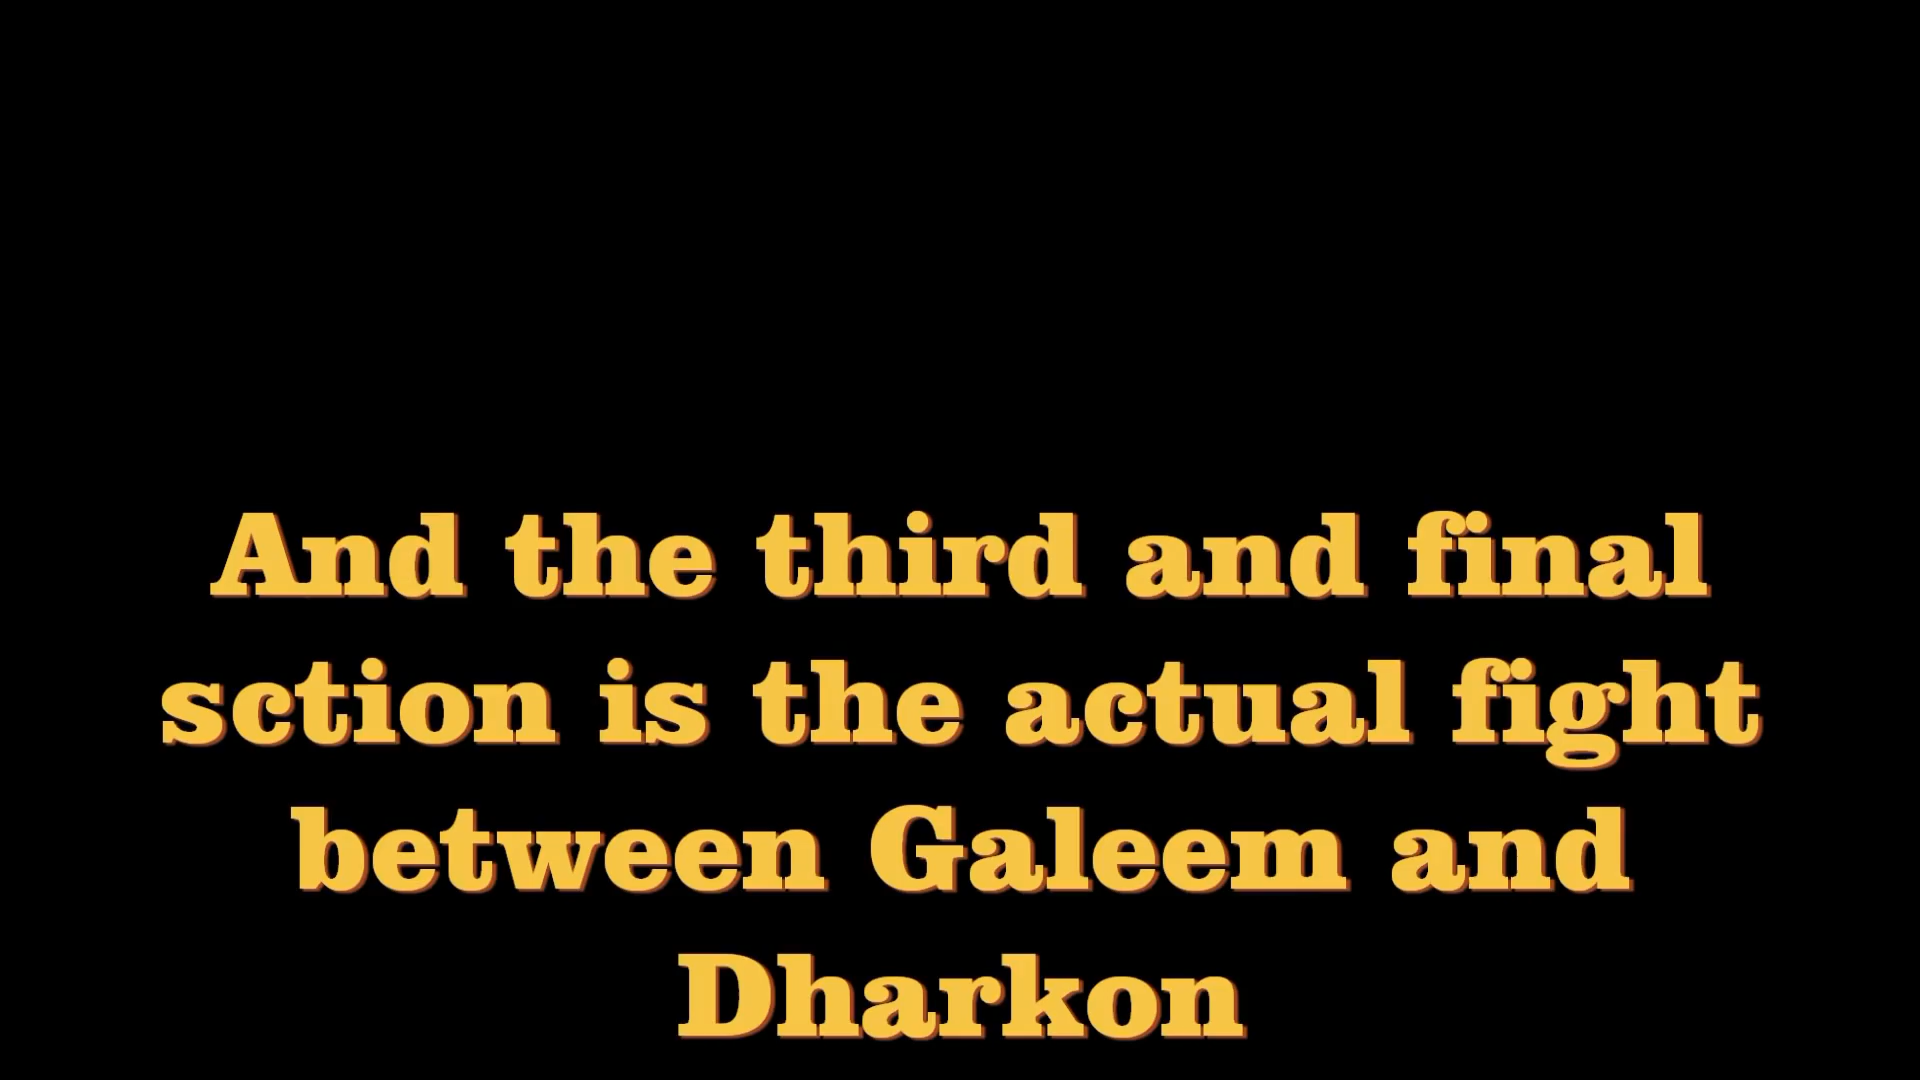 And the third and final
sction is the actual fight
between Galeem and
Dharkon